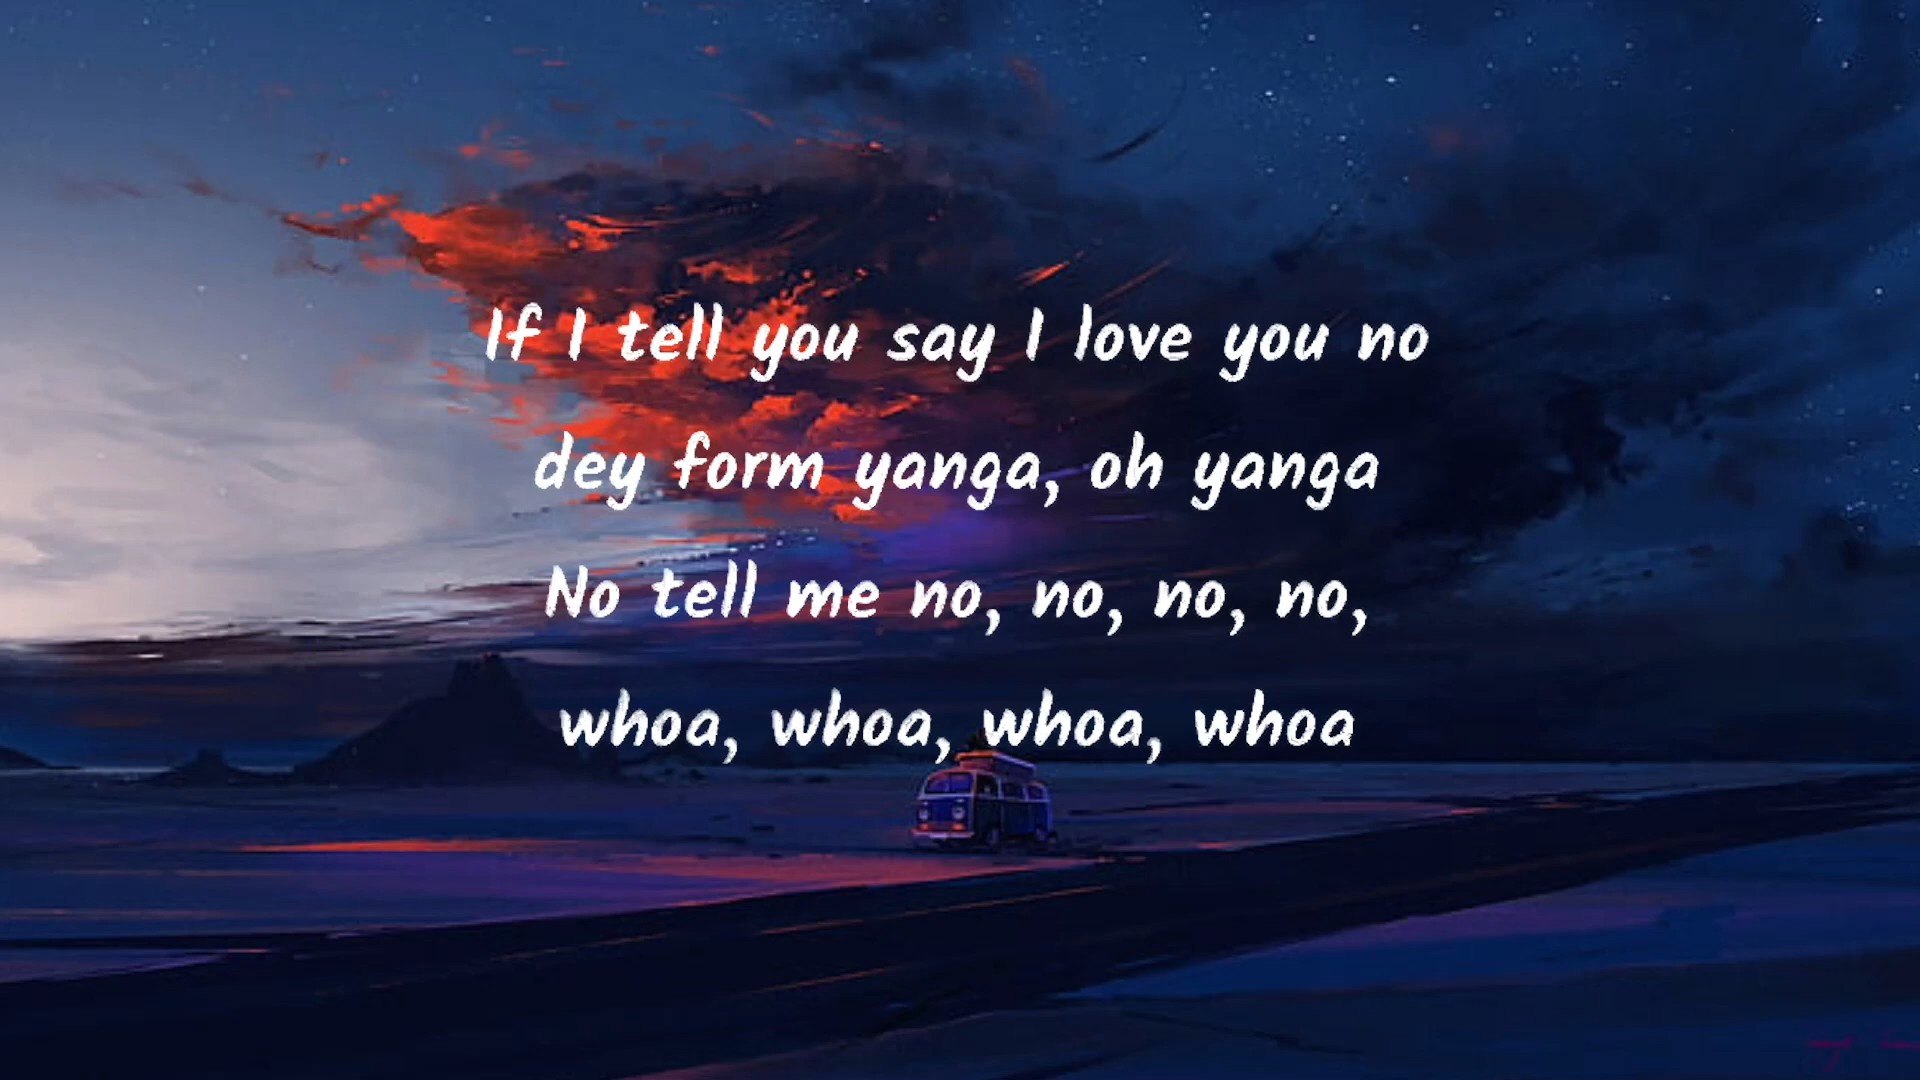 If I tell you say I love you no
dey form yanga, oh yanga
No tell me no, no, no, no,
whoa, whoa, whoa, whoa